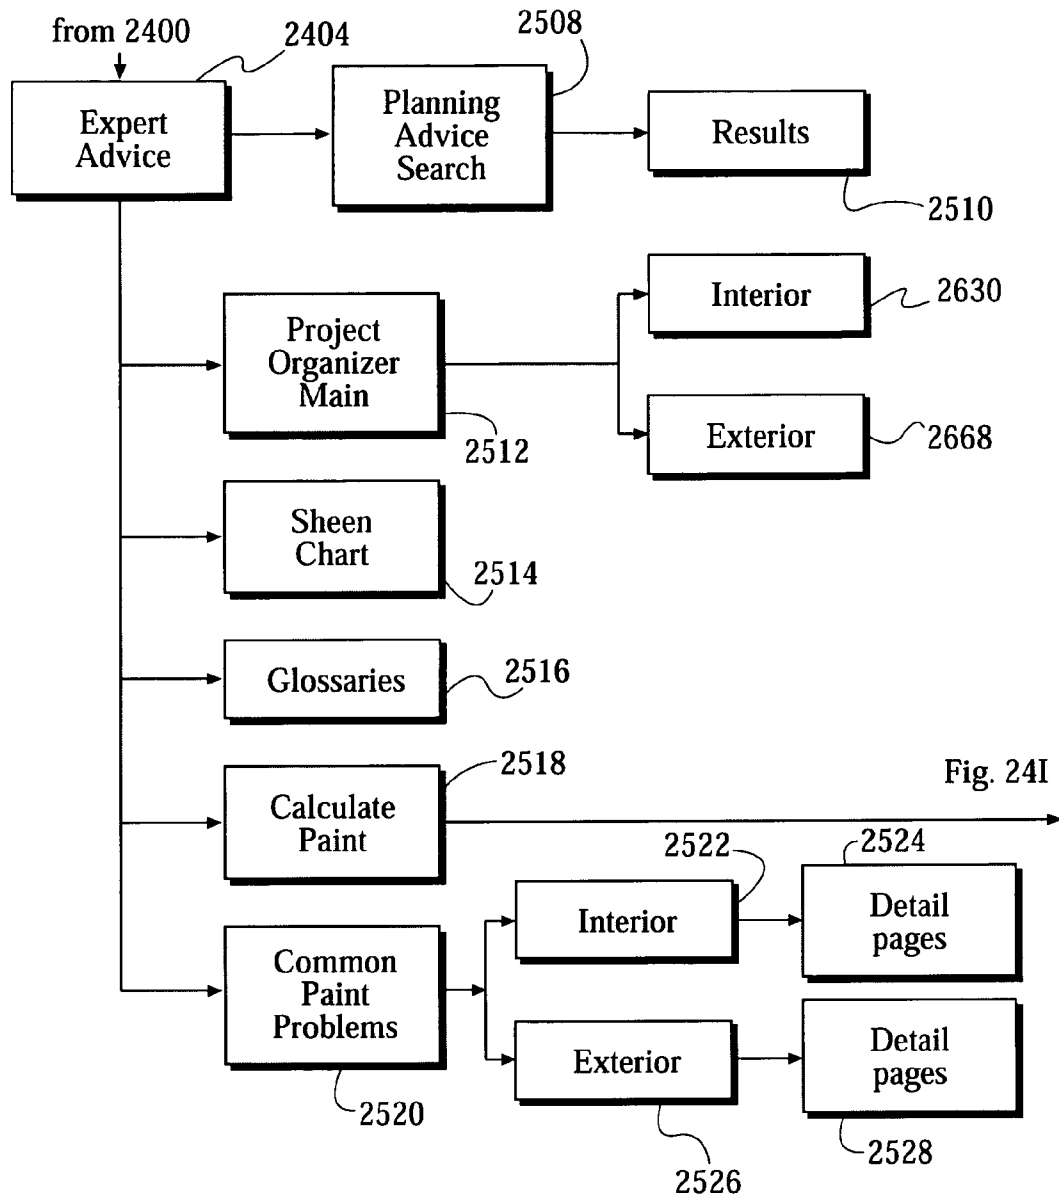 from 2400
2404
2508
Expert
Advice
Planning
Advice
Search
Results
2510
Project
Organizer
Main
2512
Interior
2630
Exterior
2668
Sheen
Chart
2514
Glossaries
2516
2518
Calculate
Paint
Fig. 24I
2522
2524
Common
Paint
Problems
2520
Interior
Detail
pages
Exterior
2526
Detail
pages
2528